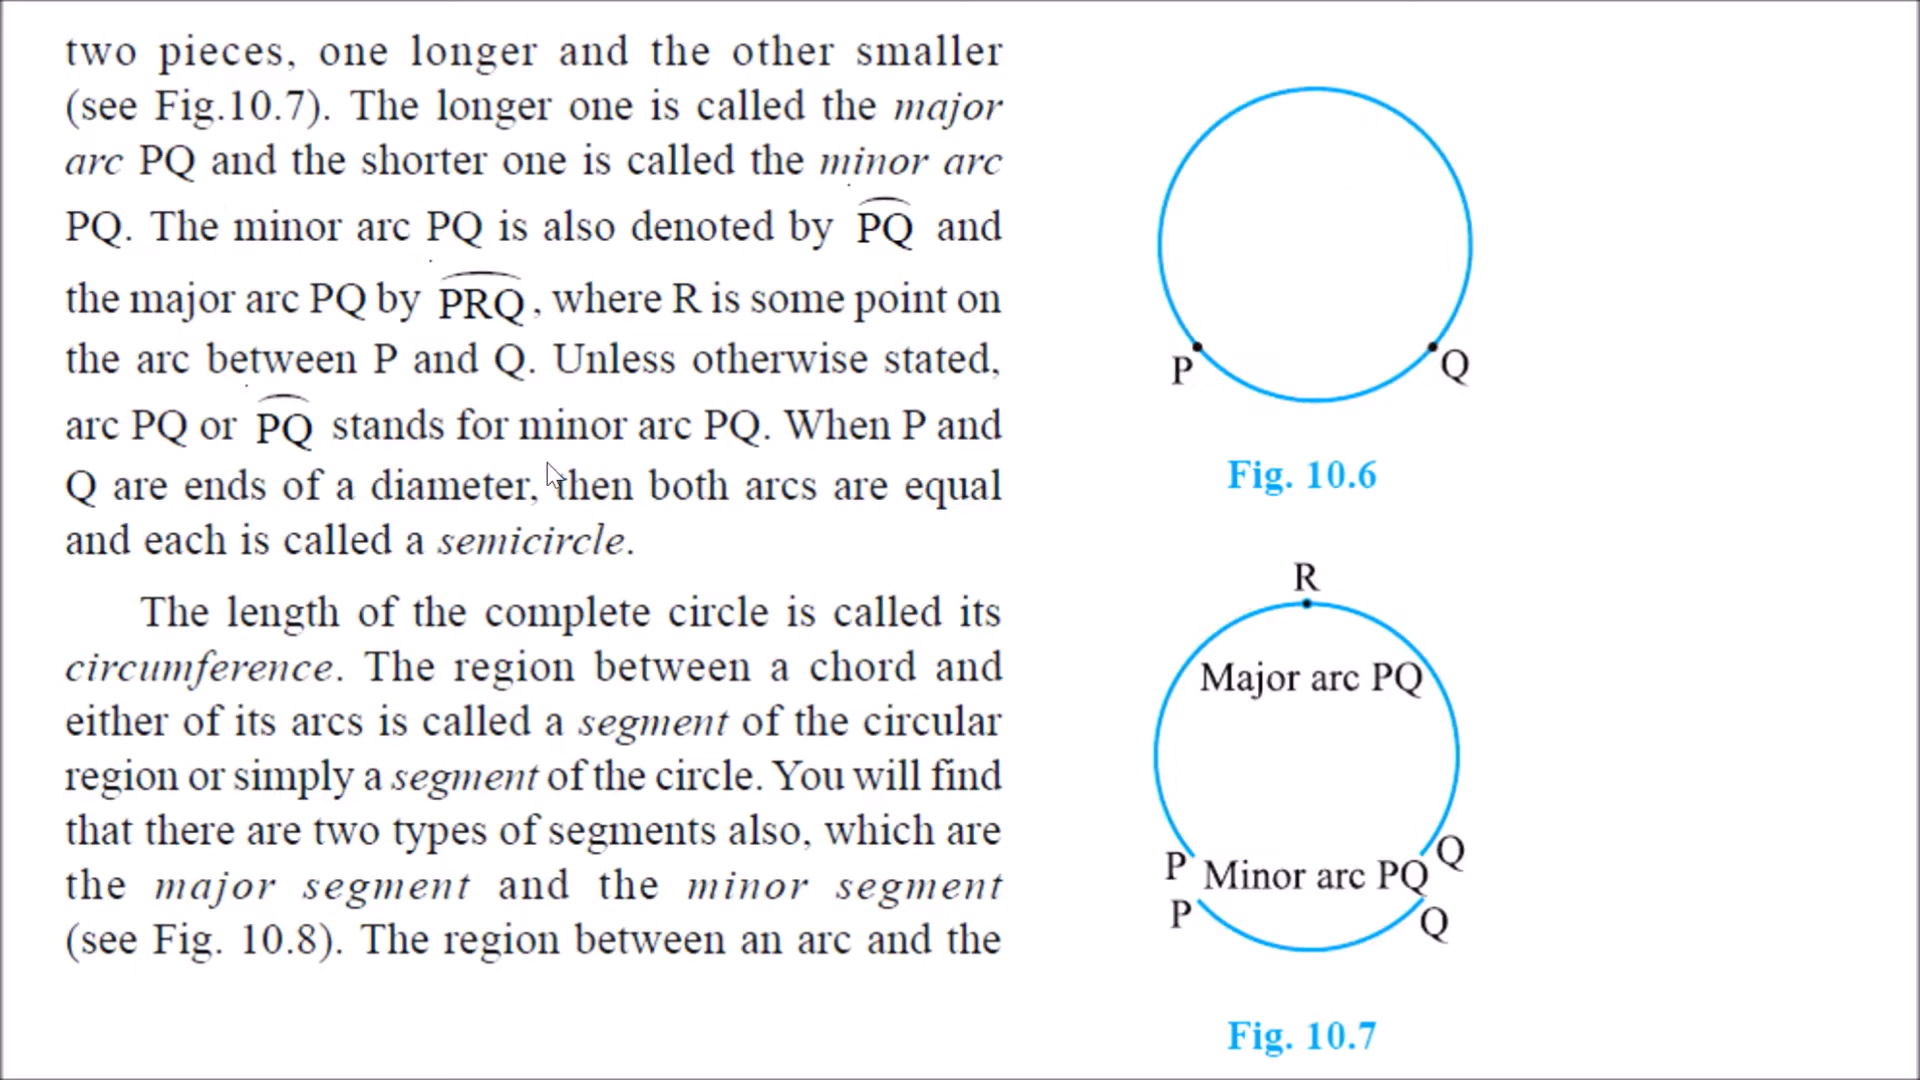 two pieces, one longer and the other smaller
(see Fig.10.7). The longer one is called the major
arc PQ and the shorter one is called the minor arc
PQ. The minor arc PQ is also denoted by PQ and
the major arc PQ by PRQ, where R is some point on
the arc between P and Q. Unless otherwise stated,
arc PQ or PQ stands for minor arc PQ. When P and
Q are ends of a diameter, then both arcs are equal
and each is called a semicircle.
The length of the complete circle is called its
circumference. The region between a chord and
either of its arcs is called a segment of the circular
region or simply a segment of the circle. You will find
that there are two types of segments also, which are
the major segment and the minor segment
(see Fig. 10.8). The region between an arc and the
P Q
Fig. 10.6
R
Major arc PQ
P Q
Minor arc PQ
P Q
Fig. 10.7